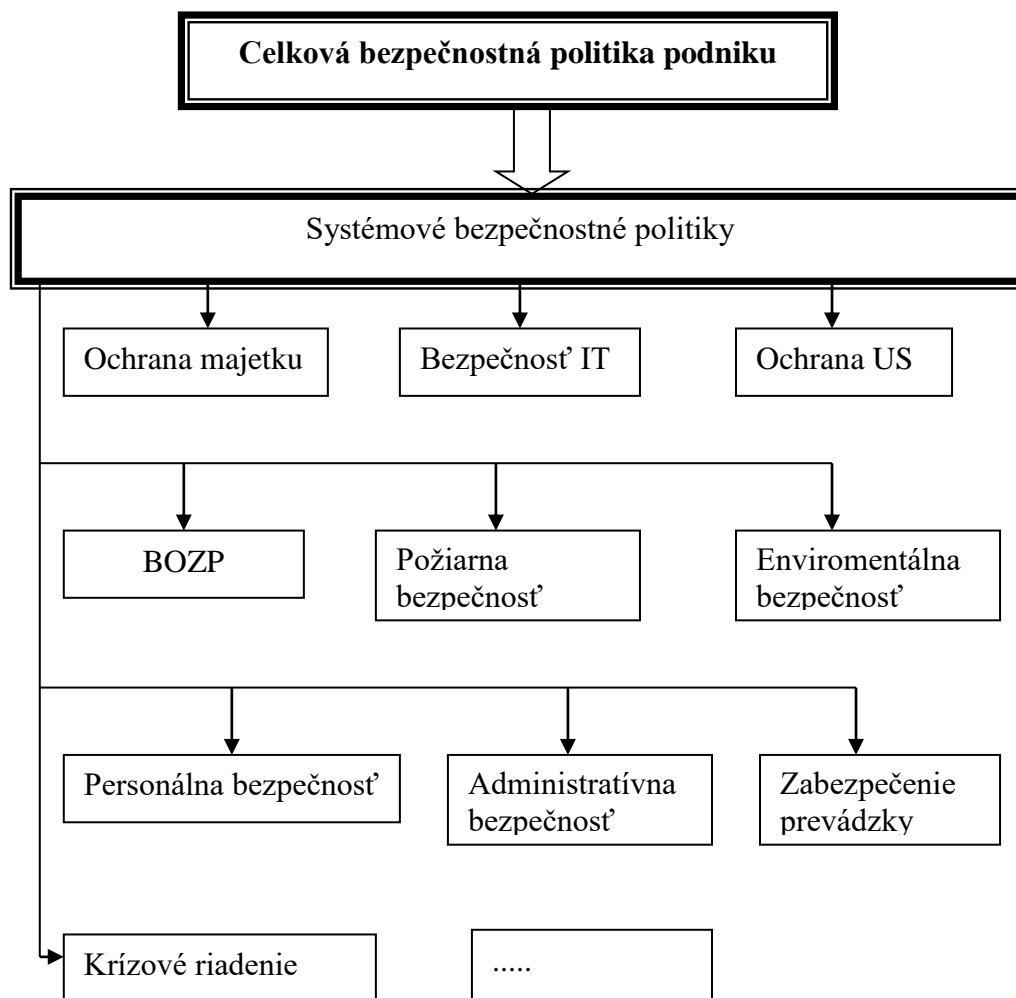 Celková bezpečnostná politika podniku
Systémové bezpečnostné politiky
Ochrana majetku
Bezpečnosť IT
Ochrana US
BOZP
Požiarna
bezpečnosť
Enviromentálna
bezpečnosť
Personálna bezpečnosť
Administratívna
bezpečnosť
Zabezpečenie
prevádzky
Krízové riadenie
.....